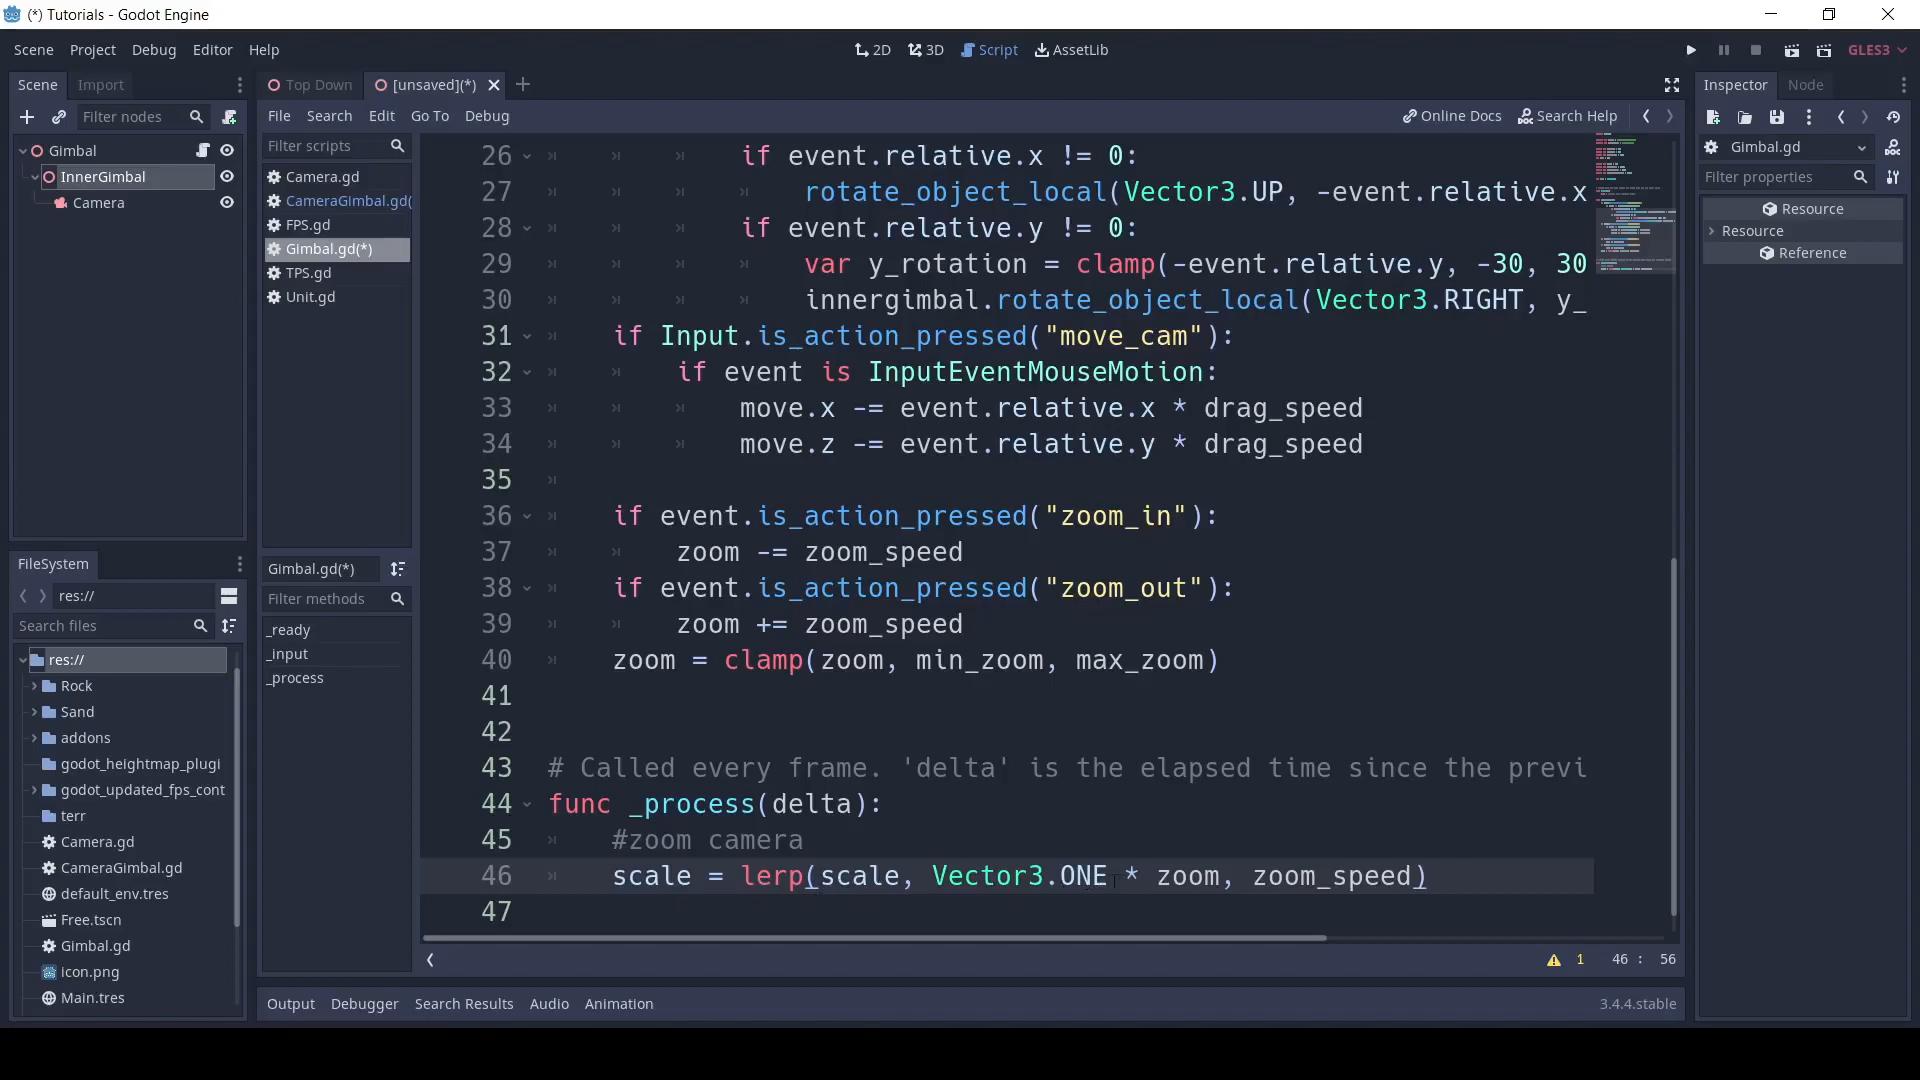 (*) Tutorials - Godot Engine
Scene Project Debug Editor Help
2D 3D Script AssetLib
GLES3
Scene Import
Filter nodes
Gimbal
InnerGimbal
Camera
FileSystem
res://
Search files
res://
Rock
Sand
addons
godot_heightmap_plugi
godot_updated_fps_cont
terr
Camera.gd
CameraGimbal.gd
default_env.tres
Free.tscn
Gimbal.gd
icon.png
Main.tres
Top Down [unsaved](*)
File Search Edit Go To Debug
Online Docs Search Help
Filter scripts
Camera.gd
CameraGimbal.gd(
FPS.gd
Gimbal.gd(*)
TPS.gd
Unit.gd
Gimbal.gd(*)
Filter methods
_ready
_input
_process
26 if event.relative.x != 0:
27 rotate_object_local(Vector3.UP, -event.relative.x
28 if event.relative.y != 0:
29 var y_rotation = clamp(-event.relative.y, -30, 30
30 innergimbal.rotate_object_local(Vector3.RIGHT, y_
31 if Input.is_action_pressed("move_cam"):
32 if event is InputEventMouseMotion:
33 move.x -= event.relative.x * drag_speed
34 move.z -= event.relative.y * drag_speed
35
36 if event.is_action_pressed("zoom_in"):
37 zoom -= zoom_speed
38 if event.is_action_pressed("zoom_out"):
39 zoom += zoom_speed
40 zoom = clamp(zoom, min_zoom, max_zoom)
41
42
43 # Called every frame. 'delta' is the elapsed time since the previ
44 func _process(delta):
45 #zoom camera
46 scale = lerp(scale, Vector3.ONE * zoom, zoom_speed)
47
1 46 : 56
Output Debugger Search Results Audio Animation
3.4.4.stable
Inspector Node
Gimbal.gd
Filter properties
Resource
Resource
Reference